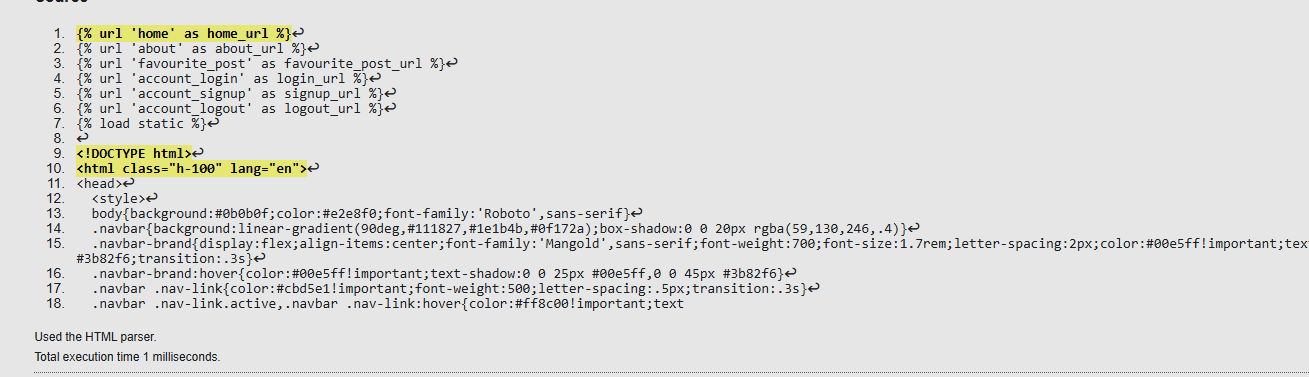 Source
1. {% url 'home' as home_url %}↩
2. {% url 'about' as about_url %}↩
3. {% url 'favourite_post' as favourite_post_url %}↩
4. {% url 'account_login' as login_url %}↩
5. {% url 'account_signup' as signup_url %}↩
6. {% url 'account_logout' as logout_url %}↩
7. {% load static %}↩
8. ↩
9. <!DOCTYPE html>↩
10. <html class="h-100" lang="en">↩
11. <head>↩
12. <style>↩
13. body{background:#0b0b0f;color:#e2e8f0;font-family:'Roboto',sans-serif}↩
14. .navbar{background:linear-gradient(90deg,#111827,#1e1b4b,#0f172a);box-shadow:0 0 20px rgba(59,130,246,.4)}↩
15. .navbar-brand{display:flex;align-items:center;font-family:'Mangold',sans-serif;font-weight:700;font-size:1.7rem;letter-spacing:2px;color:#00e5ff!important;tex
#3b82f6;transition:.3s}↩
16. .navbar-brand:hover{color:#00e5ff!important;text-shadow:0 0 25px #00e5ff,0 0 45px #3b82f6}↩
17. .navbar .nav-link{color:#cbd5e1!important;font-weight:500;letter-spacing:.5px;transition:.3s}↩
18. .navbar .nav-link.active,.navbar .nav-link:hover{color:#ff8c00!important;text
Used the HTML parser.
Total execution time 1 milliseconds.